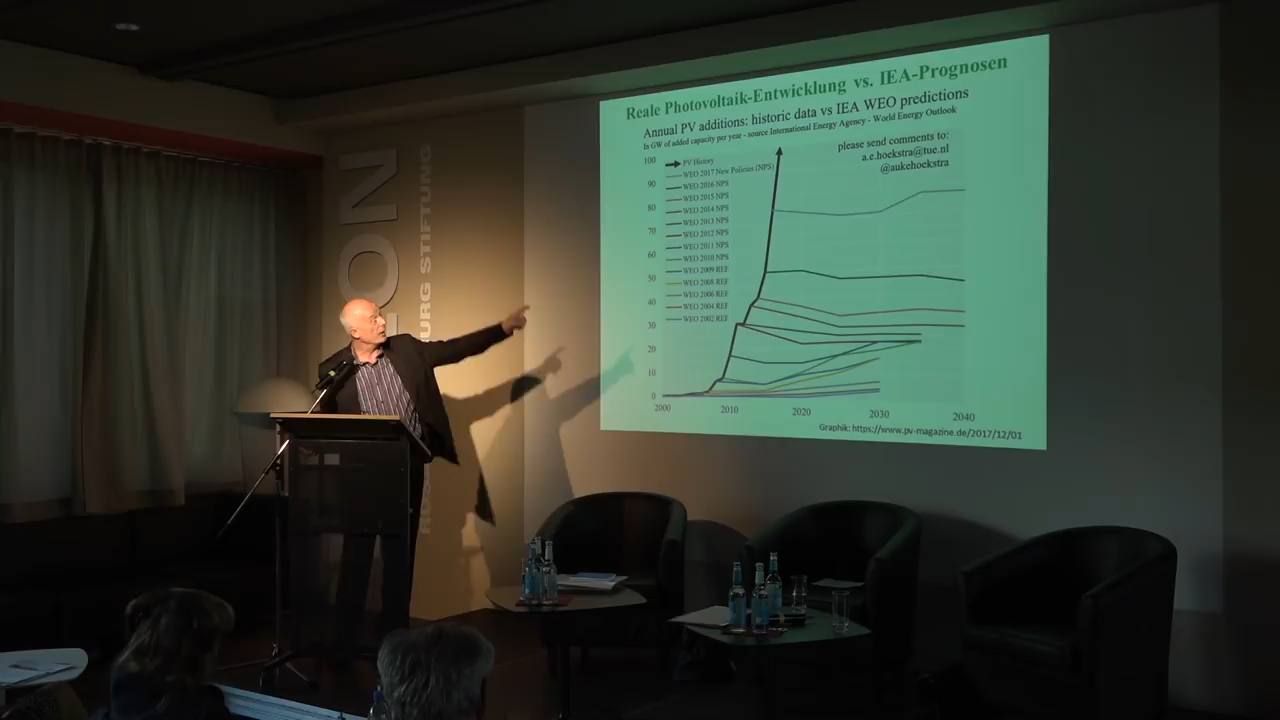 Reale Photovoltaik-Entwicklung vs. IEA-Prognosen
Annual PV additions: historic data vs IEA WEO predictions
In GW of added capacity per year - source International Energy Agency - World Energy Outlook
please send comments to:
a.e.hoekstra@tue.nl
@aukehoekstra
100
90
80
70
60
50
40
30
20
10
0
PV History
WEO 2017 New Policies (NPS)
WEO 2016 NPS
WEO 2015 NPS
WEO 2014 NPS
WEO 2013 NPS
WEO 2012 NPS
WEO 2011 NPS
WEO 2010 NPS
WEO 2009 REF
WEO 2008 REF
WEO 2006 REF
WEO 2004 REF
WEO 2002 REF
2000
2010
2020
2030
2040
Graphik: https://www.pv-magazine.de/2017/12/01
ON
URG STIFTUNG